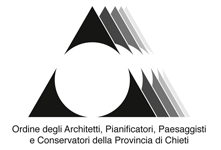 Ordine degli Architetti, Pianificatori, Paesaggisti
e Conservatori della Provincia di Chieti